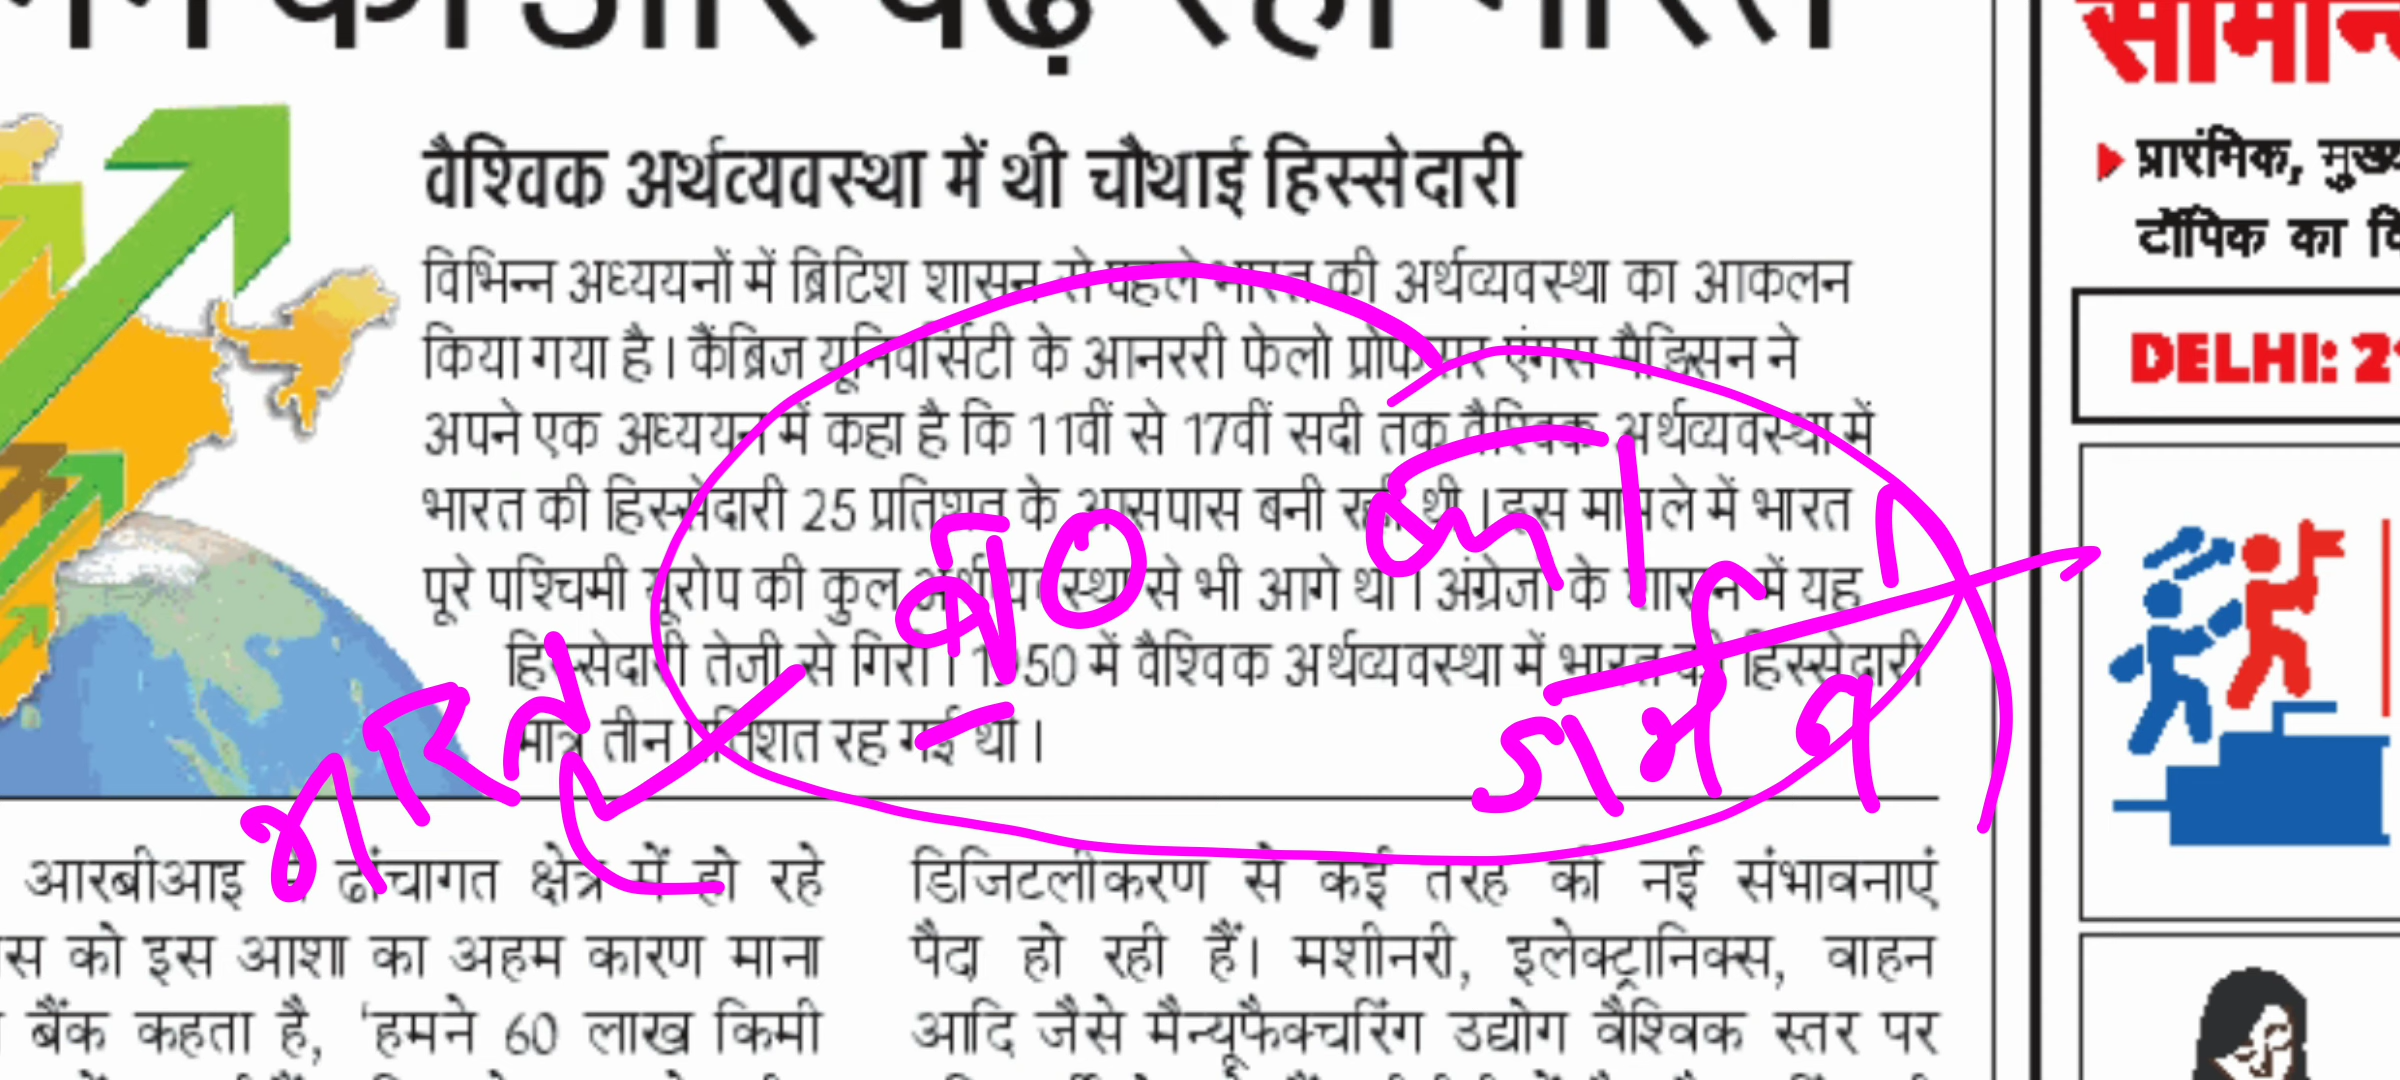 की ओर बढ़ रहा भारत
वैश्विक अर्थव्यवस्था में थी चौथाई हिस्सेदारी
विभिन्न अध्ययनों में ब्रिटिश शासन से पहले भारत की अर्थव्यवस्था का आकलन
किया गया है। कैंब्रिज यूनिवर्सिटी के आनररी फेलो प्रोफेसर एंगस मैडिसन ने
अपने एक अध्ययन में कहा है कि 11वीं से 17वीं सदी तक वैश्विक अर्थव्यवस्था में
भारत की हिस्सेदारी 25 प्रतिशत के आसपास बनी रही थी। इस मामले में भारत
पूरे पश्चिमी यूरोप की कुल अर्थव्यवस्था से भी आगे था। अंग्रेजों के शासन में यह
हिस्सेदारी तेजी से गिरी। 1950 में वैश्विक अर्थव्यवस्था में भारत की हिस्सेदारी
मात्र तीन प्रतिशत रह गई थी।
भारत
आरबीआइ ढांचागत क्षेत्र में हो रहे
को इस आशा का अहम कारण माना
बैंक कहता है, 'हमने 60 लाख किमी
डिजिटलीकरण से कई तरह की नई संभावनाएं
पैदा हो रही हैं। मशीनरी, इलेक्ट्रानिक्स, वाहन
आदि जैसे मैन्यूफैक्चरिंग उद्योग वैश्विक स्तर पर
प्रारंभिक,
टॉपिक का
DELHI: